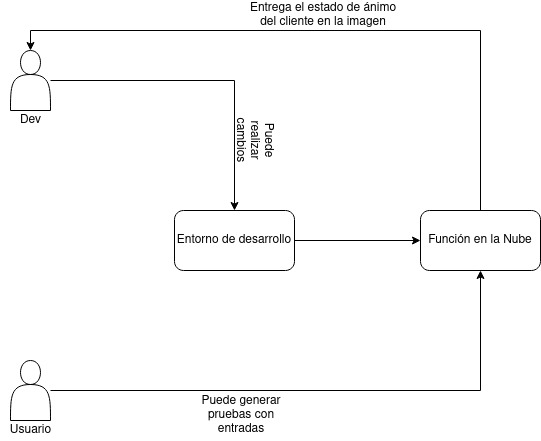 Entrega el estado de ánimo
del cliente en la imagen
Dev
Puede
realizar
cambios
Entorno de desarrollo
Función en la Nube
Usuario
Puede generar
pruebas con
entradas